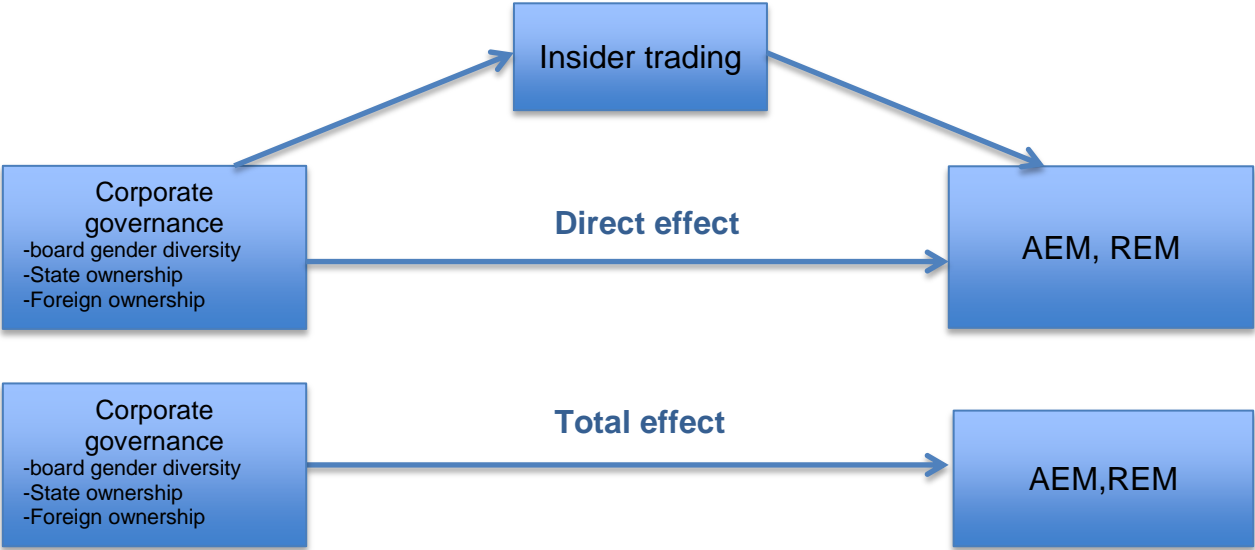 Insider trading
Corporate
governance
-board gender diversity
-State ownership
-Foreign ownership
Direct effect
AEM, REM
Corporate
governance
-board gender diversity
-State ownership
-Foreign ownership
Total effect
AEM,REM